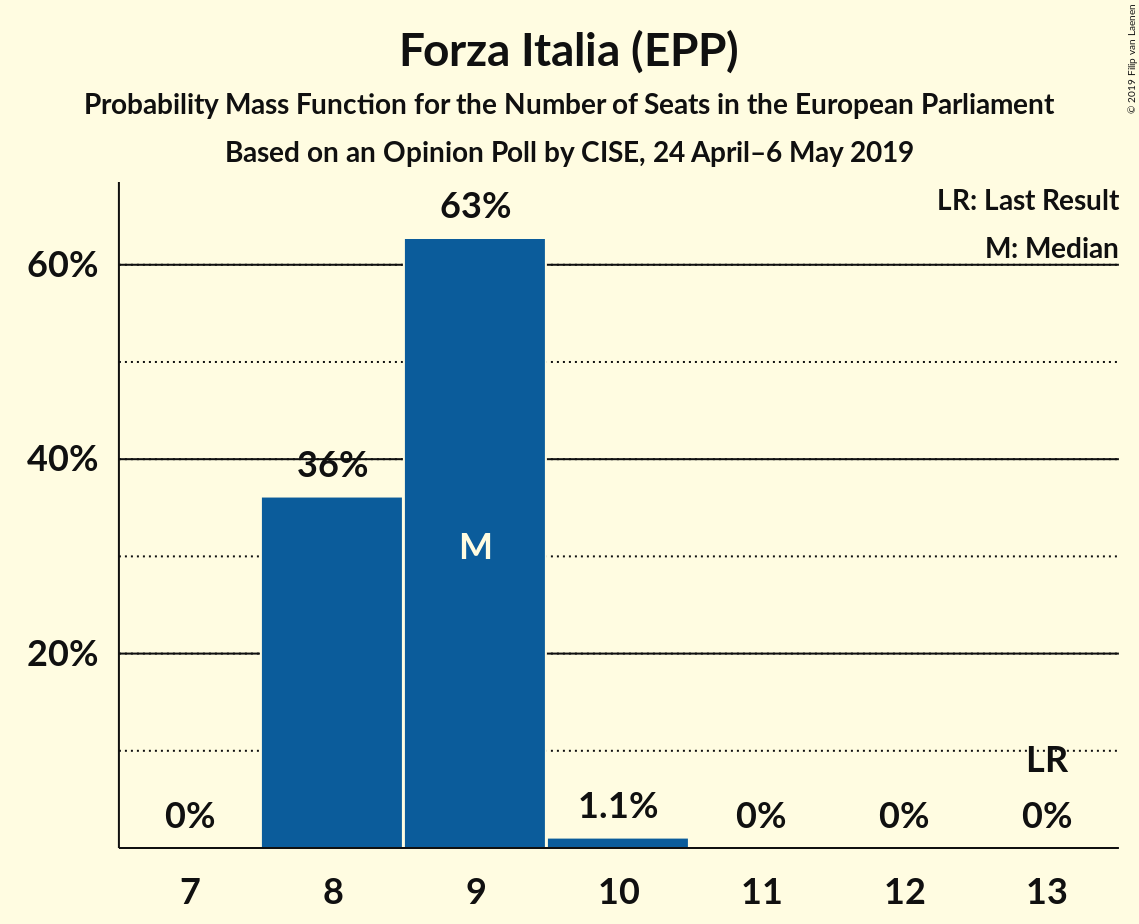 Forza Italia (EPP)
Probability Mass Function for the Number of Seats in the European Parliament
Based on an Opinion Poll by CISE, 24 April–6 May 2019
© 2019 Filip van Laenen
LR: Last Result
M: Median
63%
60%
40%
36%
M
20%
LR
0%
1.1%
0%
0%
0%
7
8
9
10
11
12
13